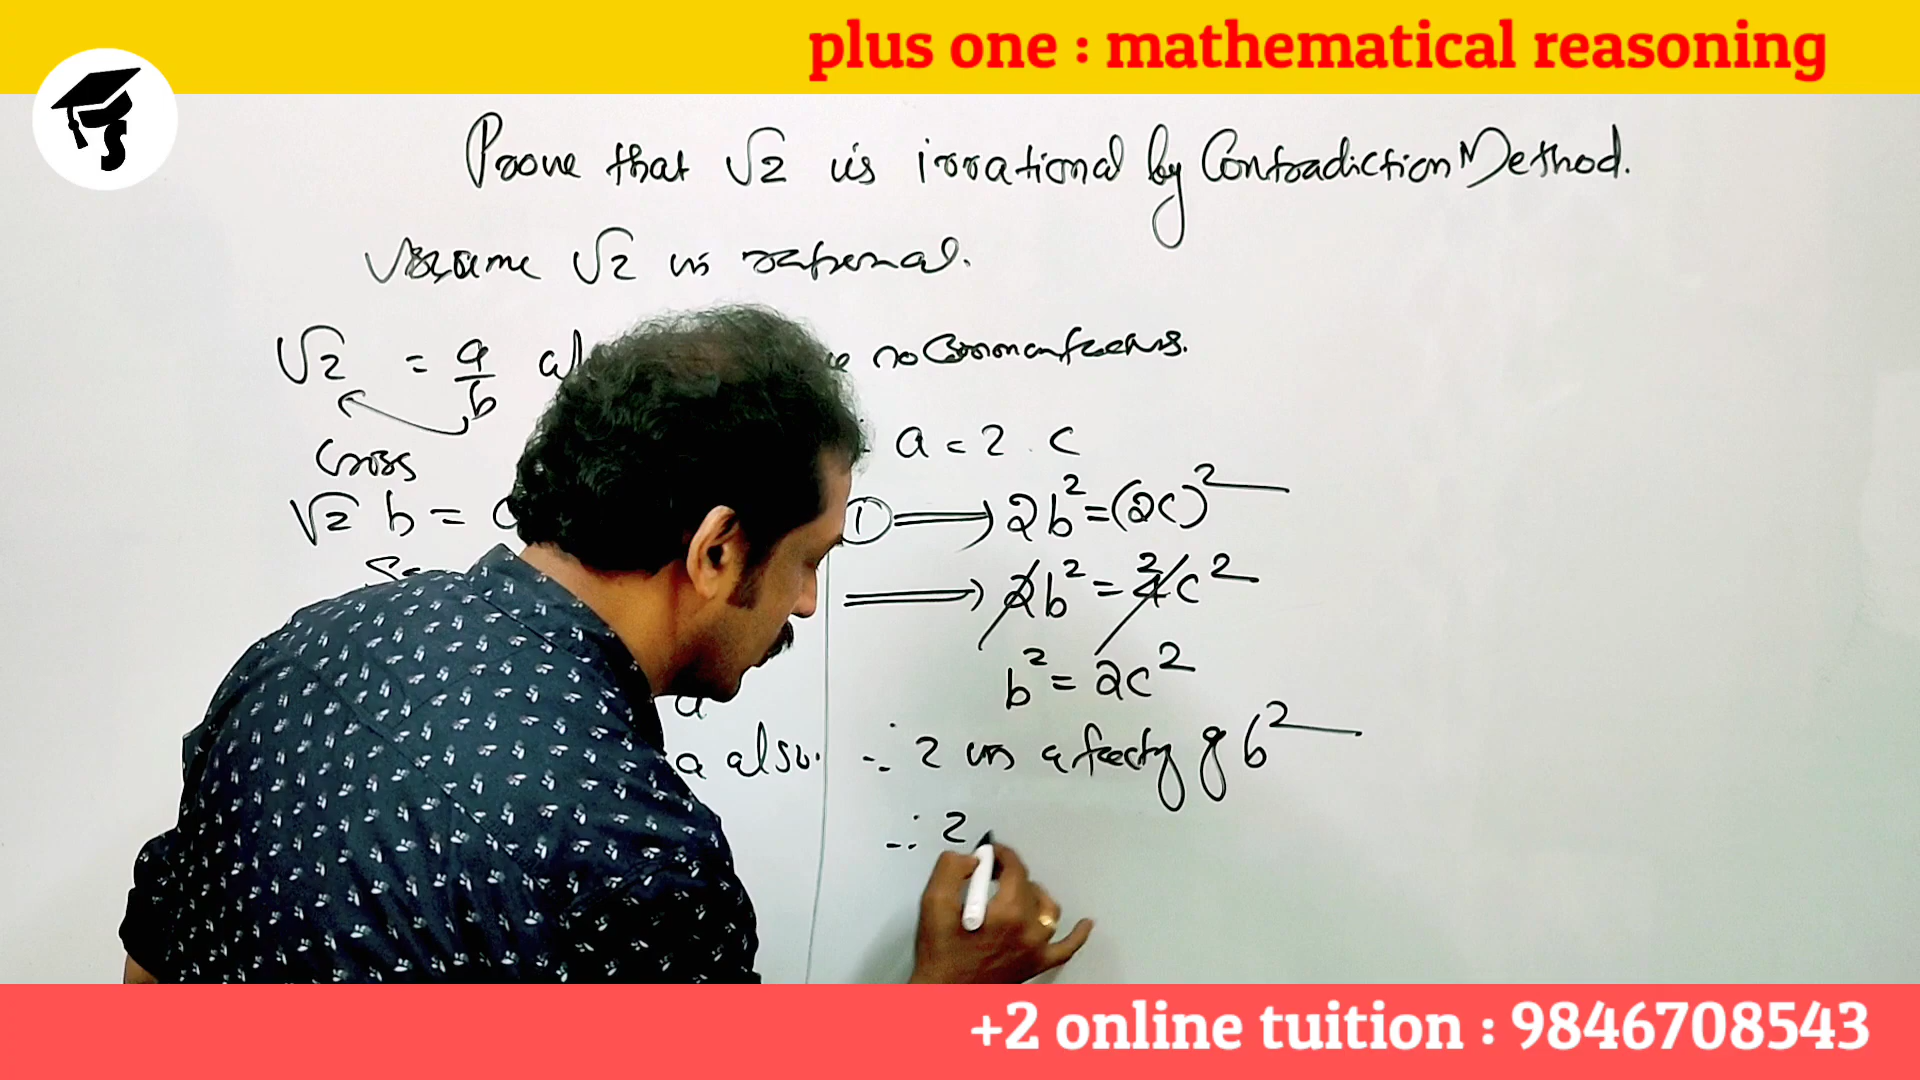 plus one : mathematical reasoning
Prove that √2 is irrational by Contradiction Method.
Assume √2 is rational.
√2 = a/b no Common factors.
Cross
√2 b =
a
a also.
a = 2 . c
① ⟹ 2b² = (2c)²
⟹ 2b² = 4c² 2
b² = 2c²
∴ 2 is a factor of b²
∴ 2
+2 online tuition : 9846708543